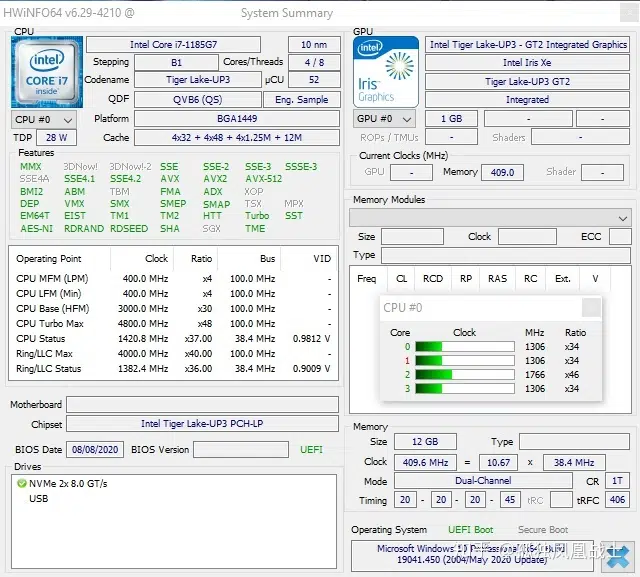 HWiNFO64 v6.29-4210 @ System Summary
CPU
intel
CORE i7
inside
Intel Core i7-1185G7 10 nm
Stepping B1 Cores/Threads 4 / 8
Codename Tiger Lake-UP3 µCU 52
QDF QVB6 (QS) Eng. Sample
CPU #0 Platform BGA1449
TDP 28 W Cache 4x32 + 4x48 + 4x1.25M + 12M
Features
MMX 3DNow! 3DNow!-2 SSE SSE-2 SSE-3 SSSE-3
SSE4A SSE4.1 SSE4.2 AVX AVX2 AVX-512
BMI2 ABM TBM FMA ADX XOP
DEP VMX SMX SMEP SMAP TSX MPX
EM64T EIST TM1 TM2 HTT Turbo SST
AES-NI RDRAND RDSEED SHA SGX TME
Operating Point Clock Ratio Bus VID
CPU MFM (LPM) 400.0 MHz x4 100.0 MHz -
CPU LFM (Min) 400.0 MHz x4 100.0 MHz -
CPU Base (HFM) 3000.0 MHz x30 100.0 MHz -
CPU Turbo Max 4800.0 MHz x48 100.0 MHz -
CPU Status 1420.8 MHz x37.00 38.4 MHz 0.9812 V
Ring/LLC Max 4000.0 MHz x40.00 100.0 MHz -
Ring/LLC Status 1382.4 MHz x36.00 38.4 MHz 0.9009 V
Motherboard
Chipset Intel Tiger Lake-UP3 PCH-LP
BIOS Date 08/08/2020 BIOS Version UEFI
Drives
NVMe 2x 8.0 GT/s
USB
GPU
intel
Iris
Graphics
Intel Tiger Lake-UP3 - GT2 Integrated Graphics
Intel Iris Xe
Tiger Lake-UP3 GT2
Integrated
GPU #0 1 GB - -
ROPs / TMUs - Shaders -
Current Clocks (MHz)
GPU - Memory 409.0 Shader -
Memory Modules
Size Clock ECC
Type
Freq CL RCD RP RAS RC Ext. V
CPU #0
Core Clock MHz Ratio
0 1306 x34
1 1306 x34
2 1766 x46
3 1306 x34
Memory
Size 12 GB Type
Clock 409.6 MHz = 10.67 x 38.4 MHz
Mode Dual-Channel CR 1T
Timing 20 - 20 - 20 - 45 tRC tRFC 406
Operating System UEFI Boot Secure Boot
Microsoft Windows 10 Professional (x64) Build
19041.450 (2004/May 2020 Update)